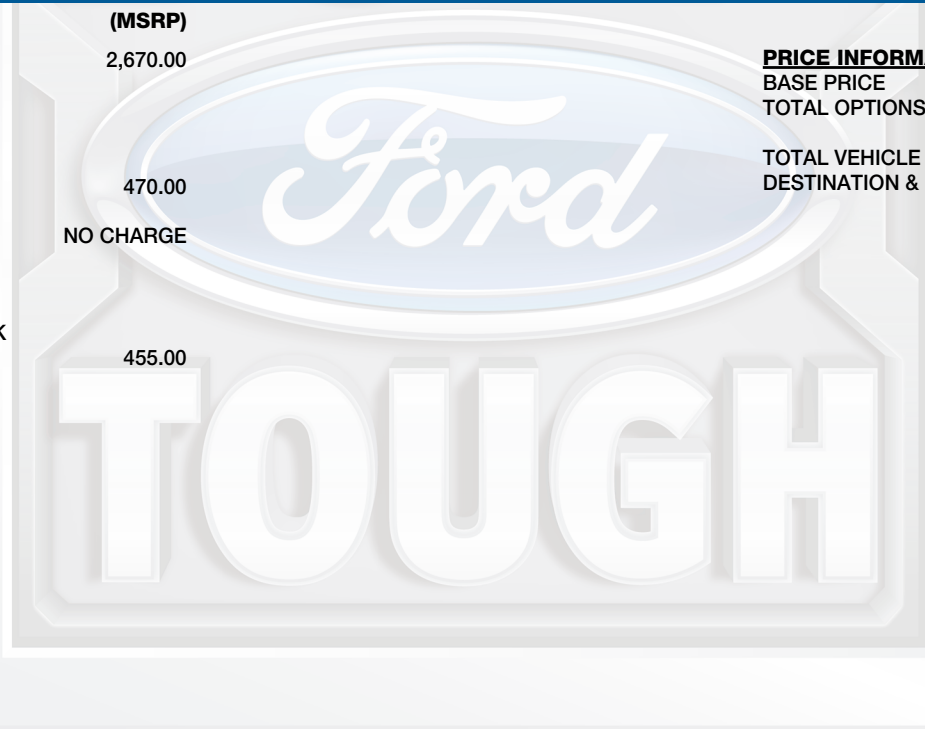 (MSRP)
2,670.00
470.00
NO CHARGE
K
455.00
PRICE INFORMA
BASE PRICE
TOTAL OPTIONS
TOTAL VEHICLE
DESTINATION &
Ford
TOUGH